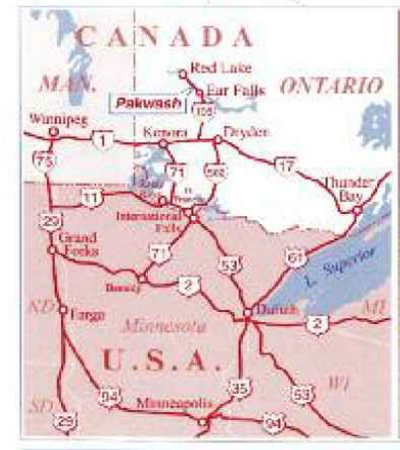 CANADA
Red Lake
MAN.
Ear Falls
ONTARIO
Pakwash
105
Winnipeg
1
Kenora
Dryden
75
71
502
17
11
Thunder
Bay
29
International
Falls
Grand
Forks
71
53
61
L. Superior
Bemidji
2
ND
Fargo
Duluth
2
MI
Minnesota
U.S.A.
WI
35
53
SD
94
Minneapolis
29
94